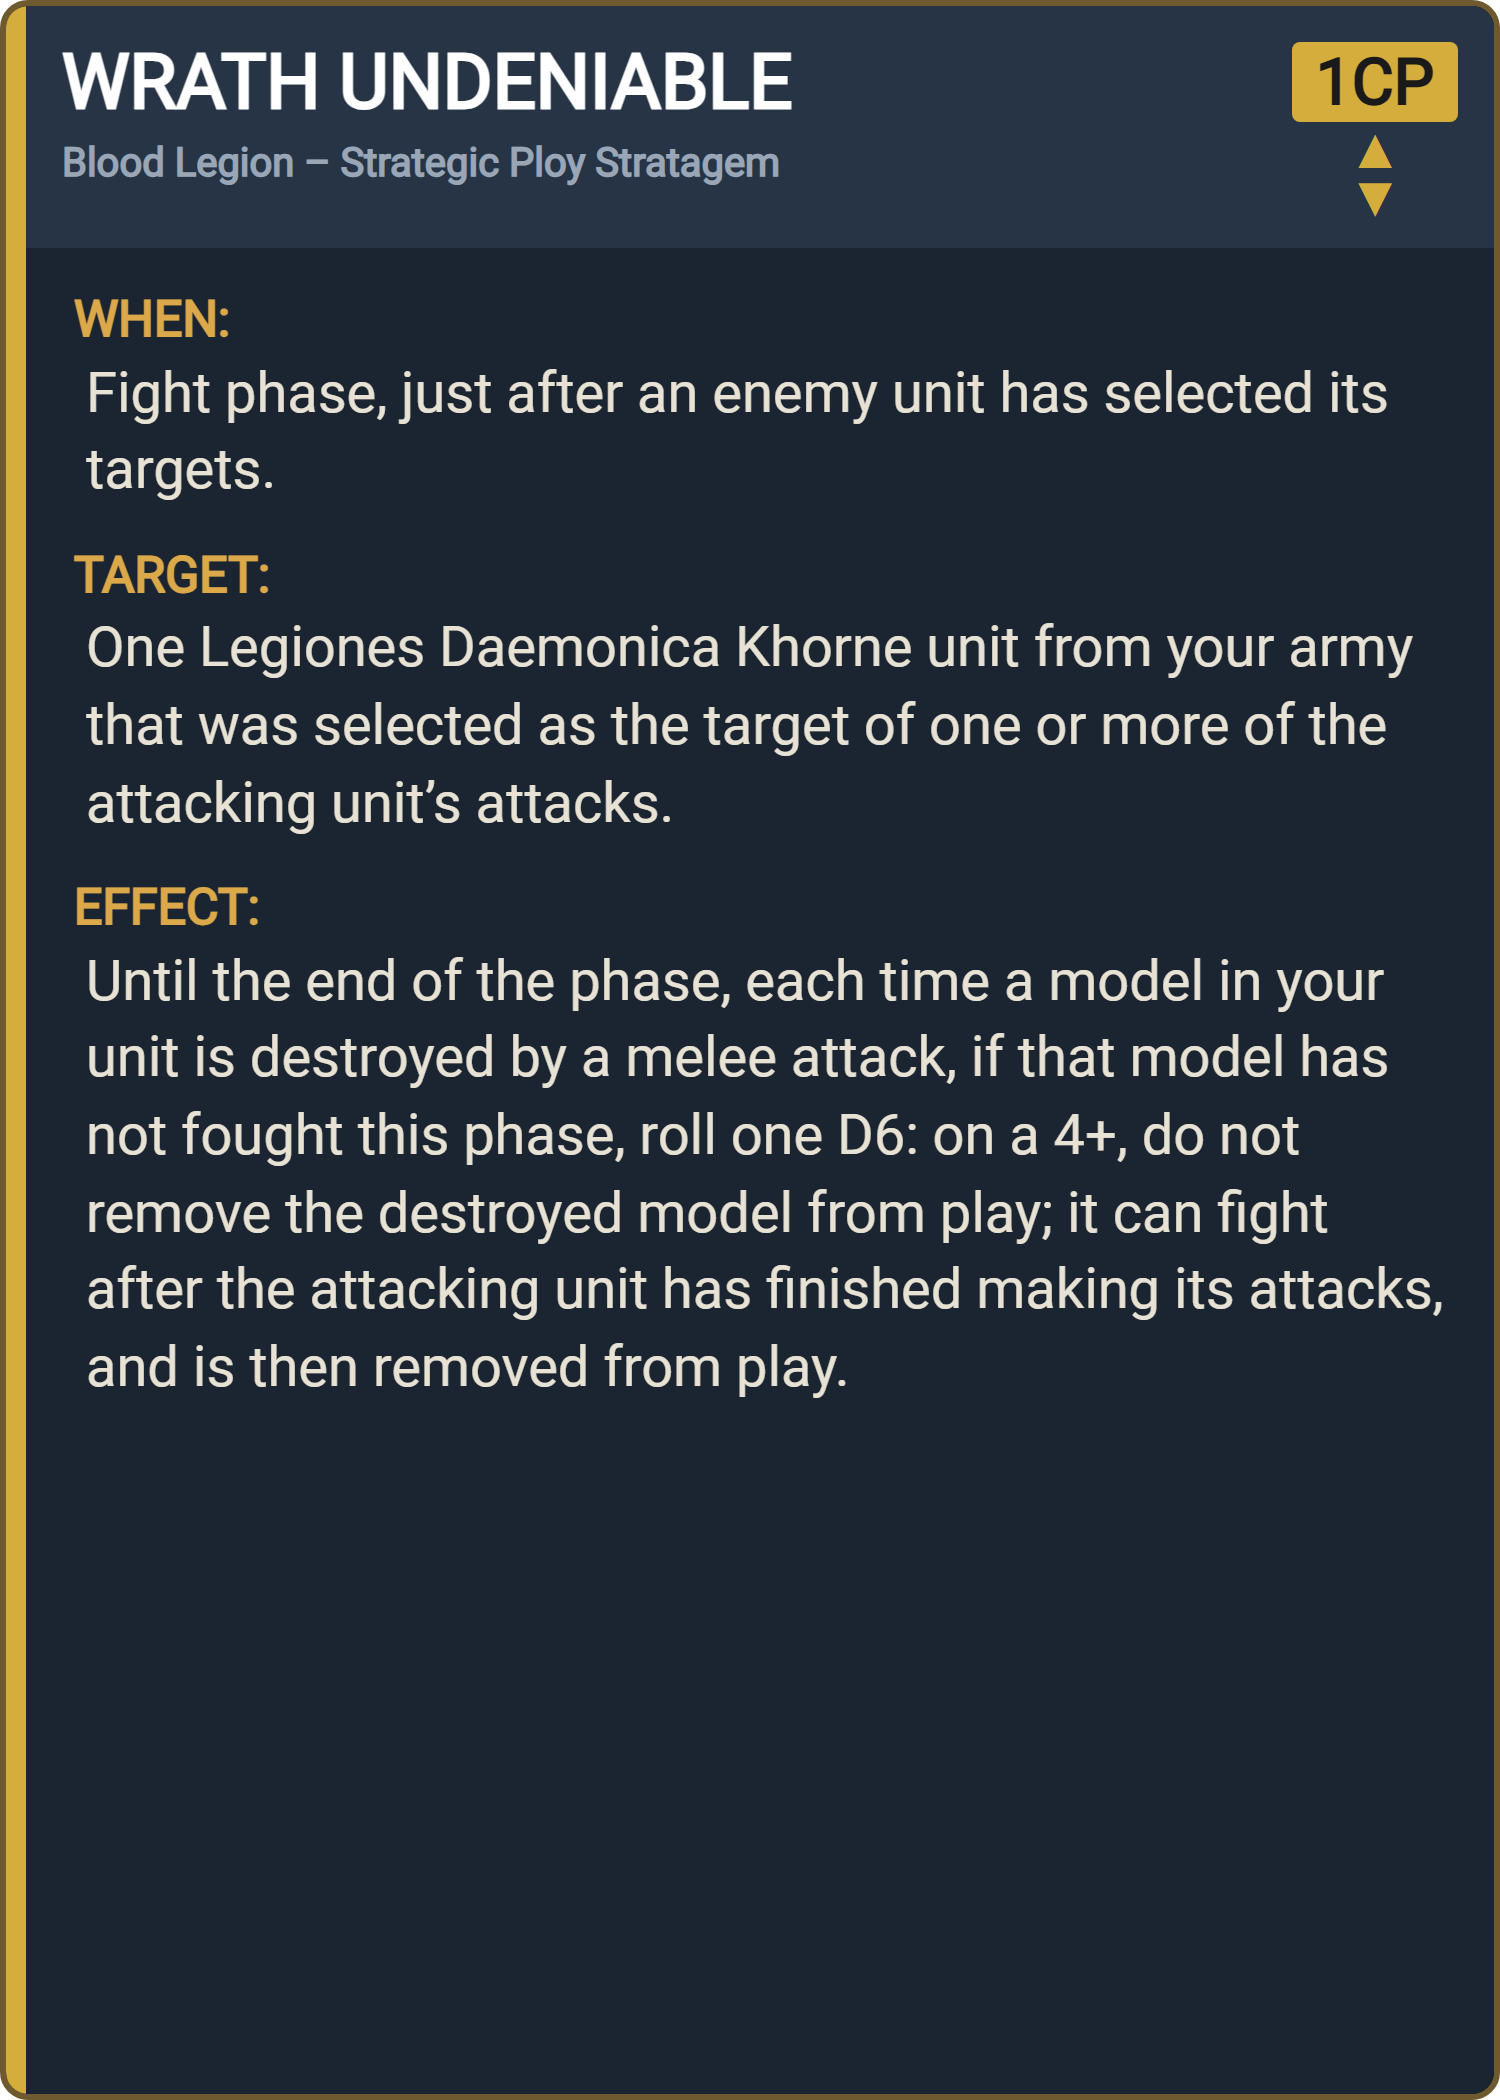 WRATH UNDENIABLE
1CP
Blood Legion – Strategic Ploy Stratagem
WHEN:
Fight phase, just after an enemy unit has selected its
targets.
TARGET:
One Legiones Daemonica Khorne unit from your army
that was selected as the target of one or more of the
attacking unit’s attacks.
EFFECT:
Until the end of the phase, each time a model in your
unit is destroyed by a melee attack, if that model has
not fought this phase, roll one D6: on a 4+, do not
remove the destroyed model from play; it can fight
after the attacking unit has finished making its attacks,
and is then removed from play.